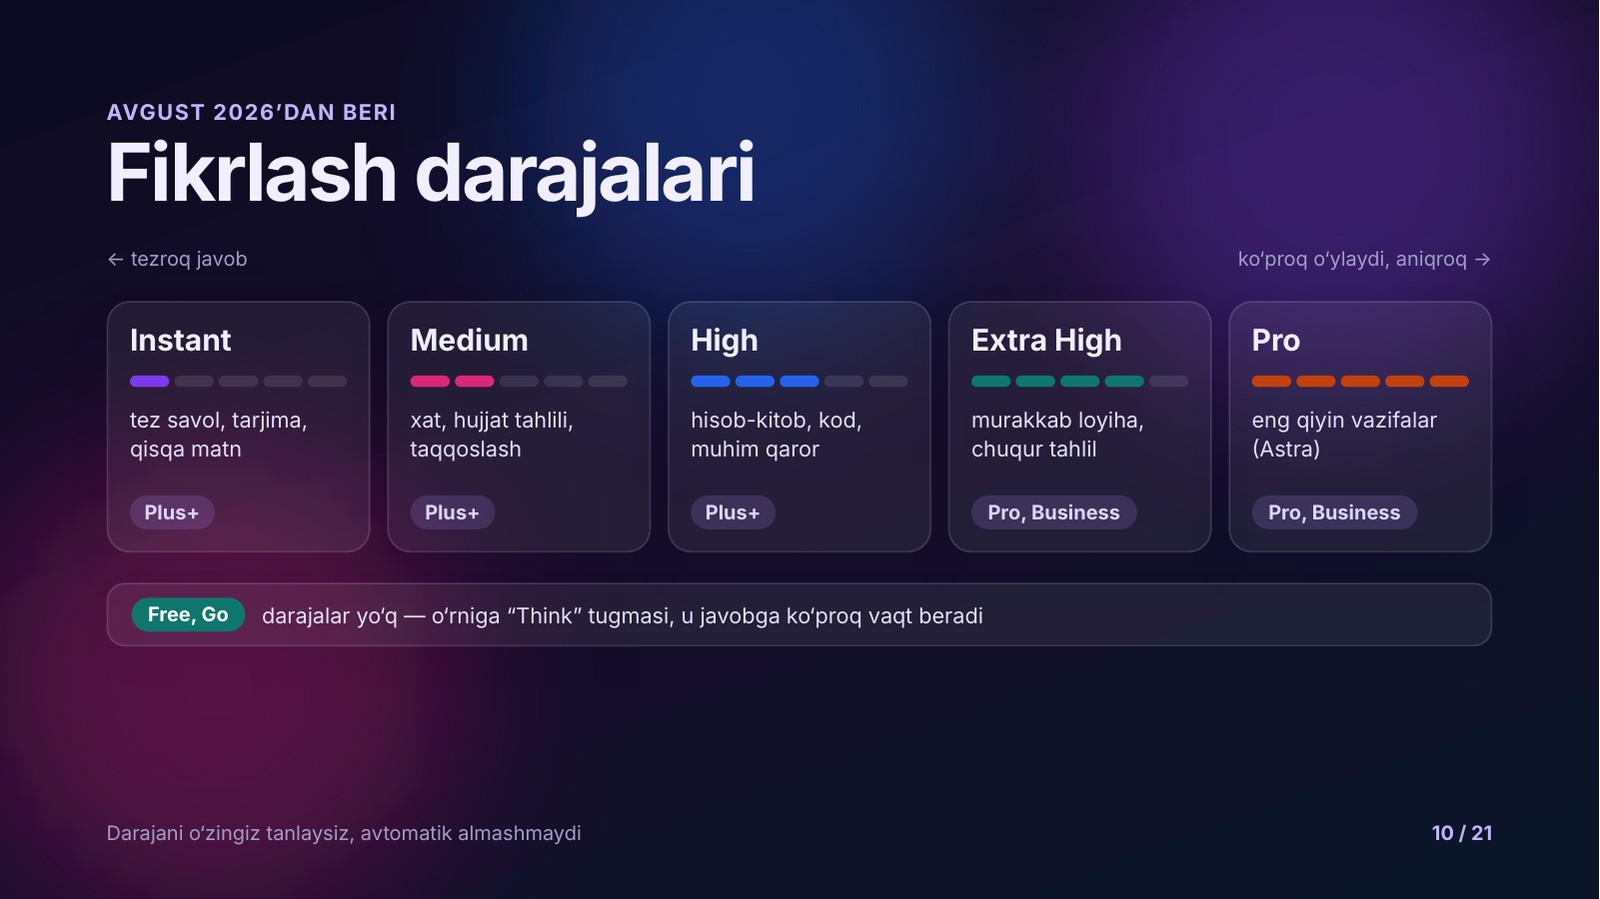 AVGUST 2026’DAN BERI
Fikrlash darajalari
← tezroq javob
ko‘proq o‘ylaydi, aniqroq →
Instant
tez savol, tarjima,
qisqa matn
Plus+
Medium
xat, hujjat tahlili,
taqqoslash
Plus+
High
hisob-kitob, kod,
muhim qaror
Plus+
Extra High
murakkab loyiha,
chuqur tahlil
Pro, Business
Pro
eng qiyin vazifalar
(Astra)
Pro, Business
Free, Go darajalar yo‘q — o‘rniga “Think” tugmasi, u javobga ko‘proq vaqt beradi
Darajani o‘zingiz tanlaysiz, avtomatik almashmaydi
10 / 21